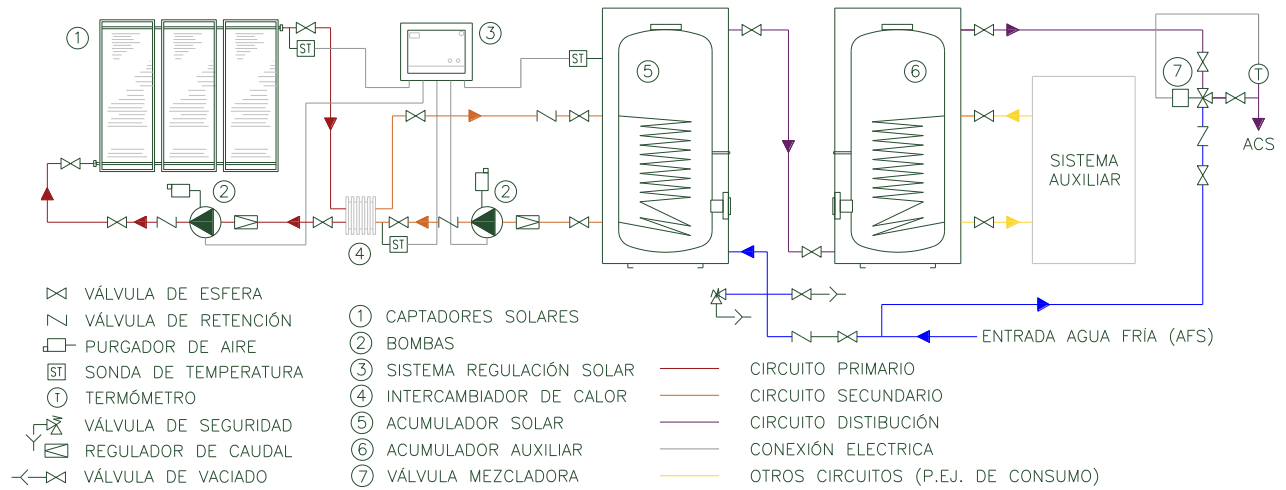 1
ST
3
ST
5
6
7
T
ACS
SISTEMA
AUXILIAR
2
2
4
ST
ENTRADA AGUA FRÍA (AFS)
VÁLVULA DE ESFERA
VÁLVULA DE RETENCIÓN
PURGADOR DE AIRE
ST SONDA DE TEMPERATURA
T TERMÓMETRO
VÁLVULA DE SEGURIDAD
REGULADOR DE CAUDAL
VÁLVULA DE VACIADO
1 CAPTADORES SOLARES
2 BOMBAS
3 SISTEMA REGULACIÓN SOLAR
4 INTERCAMBIADOR DE CALOR
5 ACUMULADOR SOLAR
6 ACUMULADOR AUXILIAR
7 VÁLVULA MEZCLADORA
CIRCUITO PRIMARIO
CIRCUITO SECUNDARIO
CIRCUITO DISTIBUCIÓN
CONEXIÓN ELECTRICA
OTROS CIRCUITOS (P.EJ. DE CONSUMO)